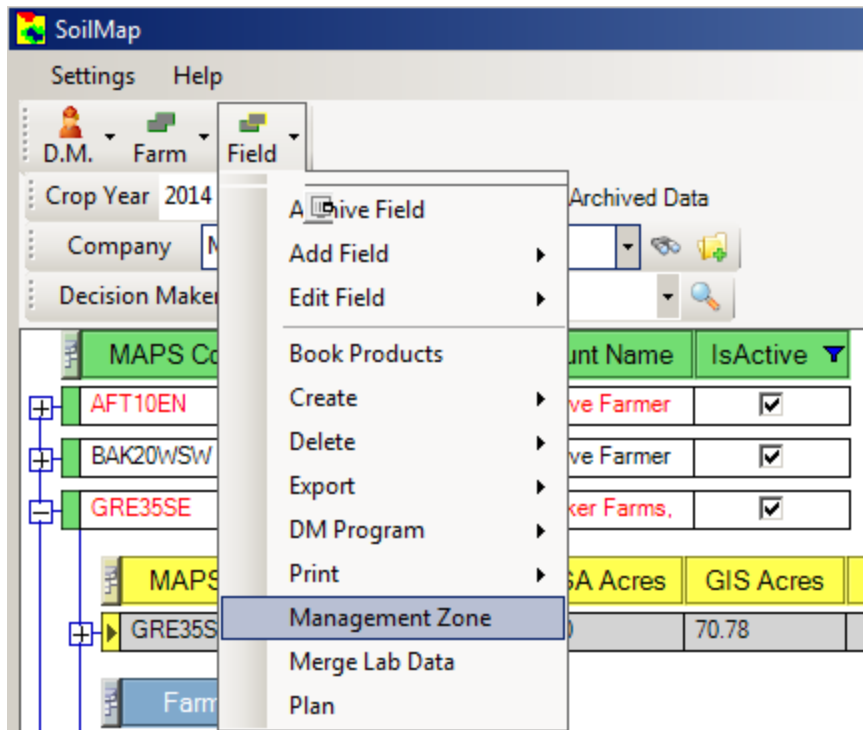 SoilMap
Settings Help
D.M. Farm Field
Crop Year 2014 Archived Data
Archive Field
Company
Add Field
Decision Maker
Edit Field
MAPS unt Name IsActive
Book Products
AFT10EN ve Farmer
Create
BAK20WSW ve Farmer
Delete
GRE35SE ker Farms,
Export
DM Program
MAPS SA Acres GIS Acres
Print
GRE35S 70.78
Management Zone
Merge Lab Data
Farm
Plan